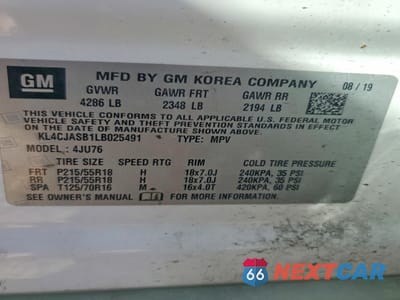 GM
MFD BY GM KOREA COMPANY
08 / 19
GVWR GAWR FRT GAWR RR
4286 LB 2348 LB 2194 LB
THIS VEHICLE CONFORMS TO ALL APPLICABLE U.S. FEDERAL MOTOR
VEHICLE SAFETY AND THEFT PREVENTION STANDARDS IN EFFECT ON
THE DATE OF MANUFACTURE SHOWN ABOVE.
KL4CJASB1LB025491 TYPE: MPV
MODEL: 4JU76
SPEED RTG RIM COLD TIRE PRESSURE
FRT P215/55R18 H 18x7.0J 240KPA, 35 PSI
RR P215/55R18 H 18x7.0J 240KPA, 35 PSI
SPA T125/70R16 M 16x4.0T 420KPA, 60 PSI
SEE OWNER'S MANUAL FOR MORE INFORMATION.
66 NEXTCAR